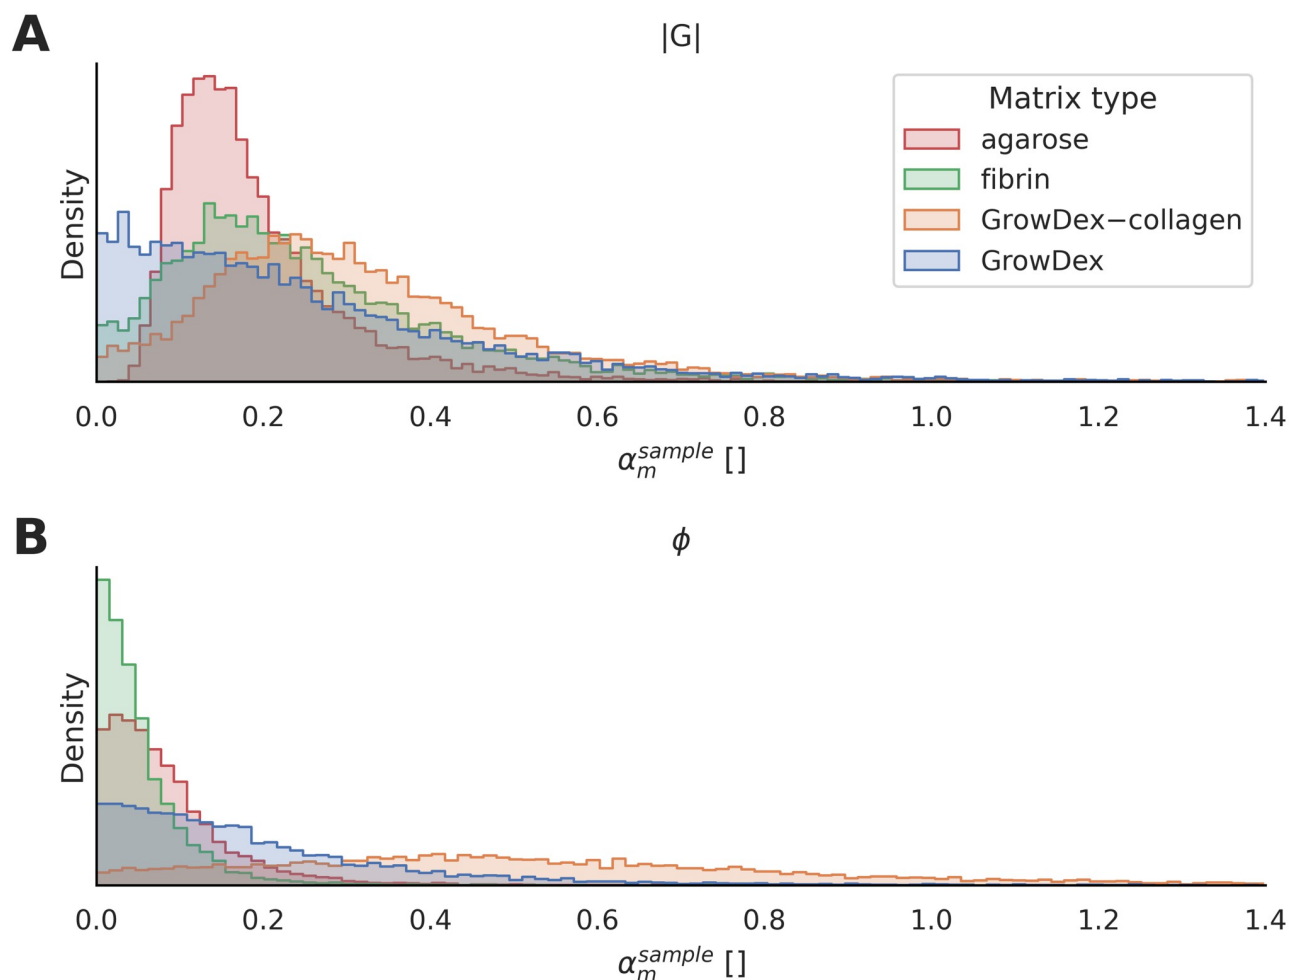 A
|G|
Density
Matrix type
agarose
fibrin
GrowDex−collagen
GrowDex
0.0 0.2 0.4 0.6 0.8 1.0 1.2 1.4
α_m^sample []
B
ϕ
Density
0.0 0.2 0.4 0.6 0.8 1.0 1.2 1.4
α_m^sample []